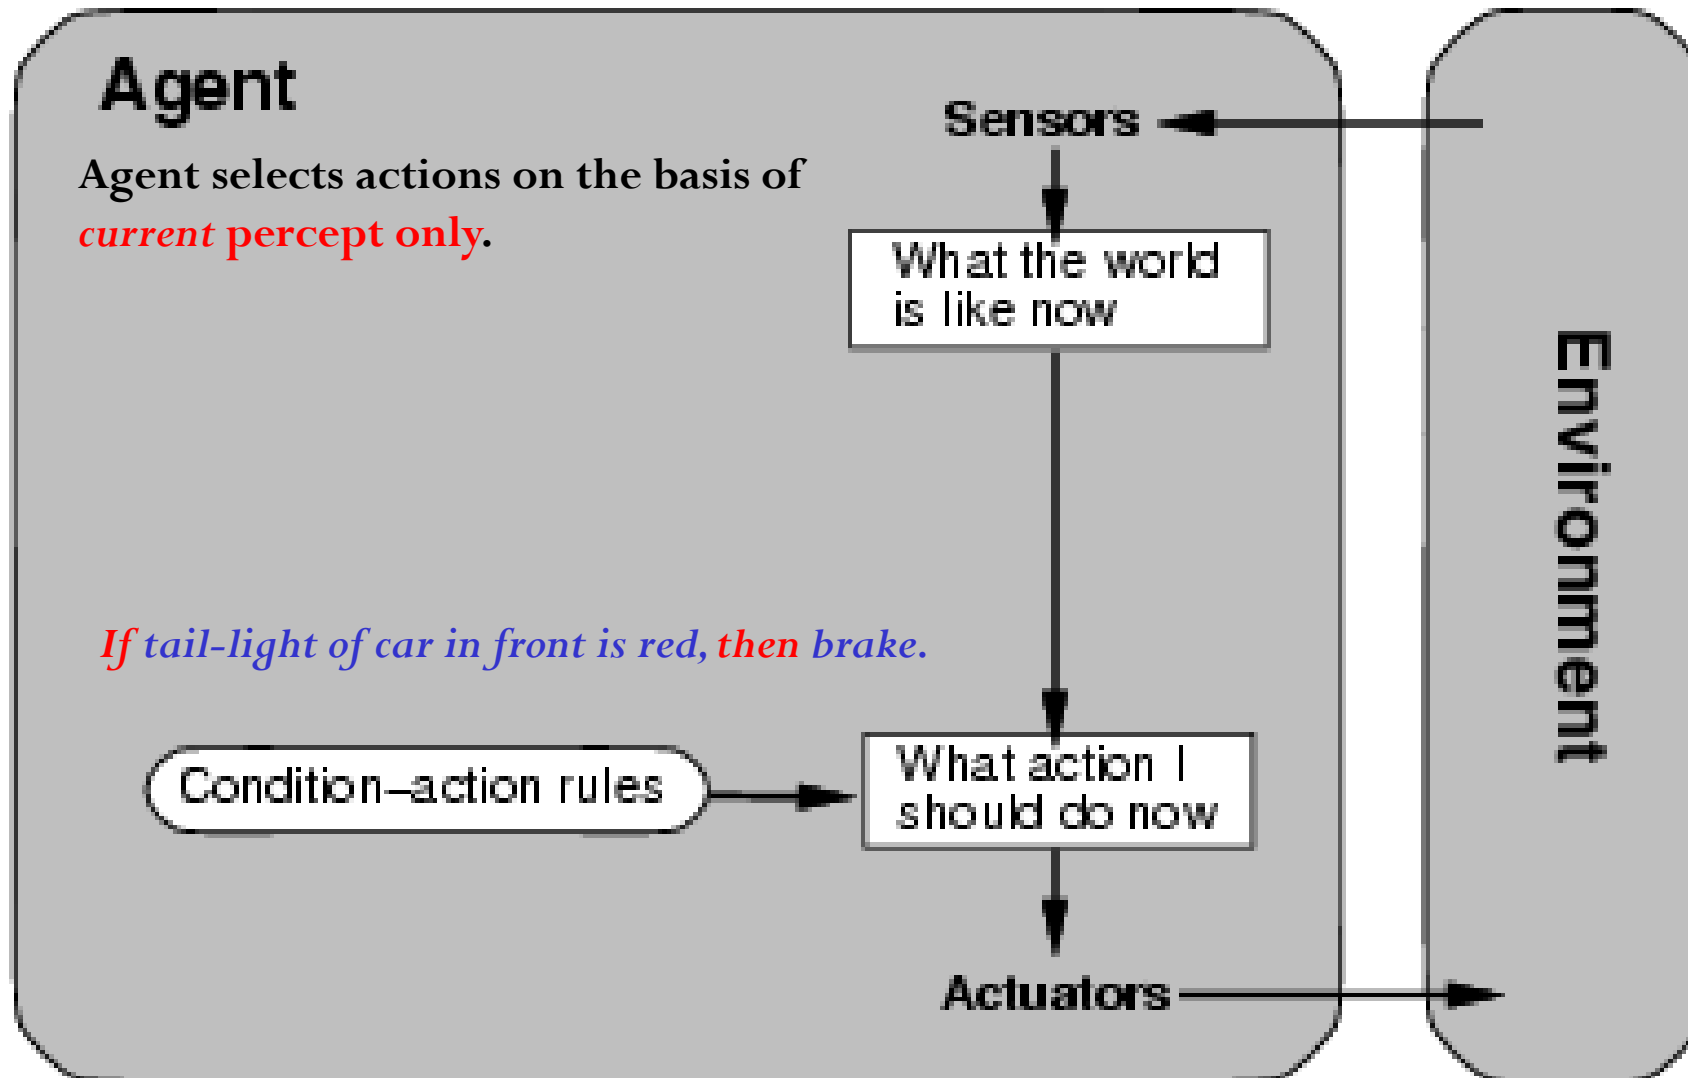 Agent
Agent selects actions on the basis of
current percept only.
Sensors
What the world
is like now
Environment
If tail-light of car in front is red, then brake.
Condition–action rules
What action I
should do now
Actuators